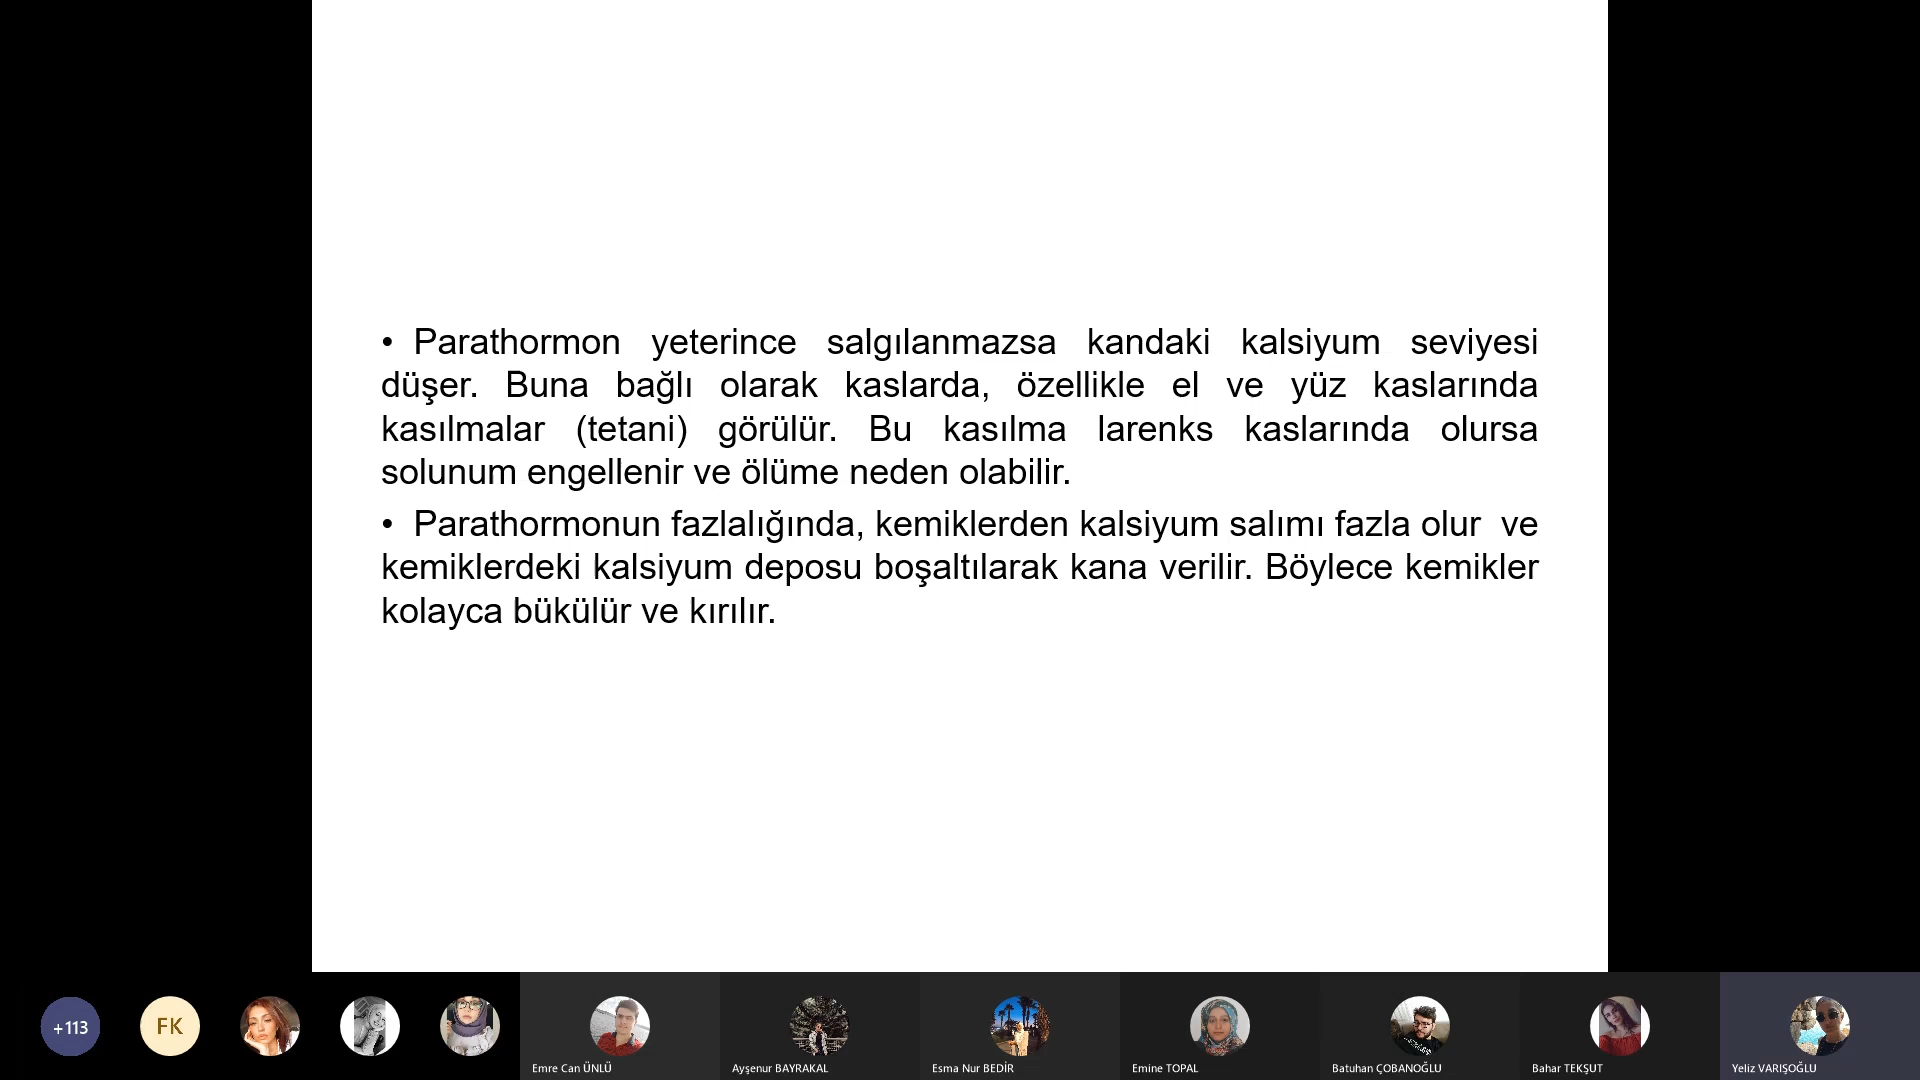 • Parathormon yeterince salgılanmazsa kandaki kalsiyum seviyesi
düşer. Buna bağlı olarak kaslarda, özellikle el ve yüz kaslarında
kasılmalar (tetani) görülür. Bu kasılma larenks kaslarında olursa
solunum engellenir ve ölüme neden olabilir.
• Parathormonun fazlalığında, kemiklerden kalsiyum salımı fazla olur ve
kemiklerdeki kalsiyum deposu boşaltılarak kana verilir. Böylece kemikler
kolayca bükülür ve kırılır.
+113
FK
Emre Can ÜNLÜ
Ayşenur BAYRAKAL
Esma Nur BEDİR
Emine TOPAL
Batuhan ÇOBANOĞLU
Bahar TEKŞUT
Yeliz VARIŞOĞLU